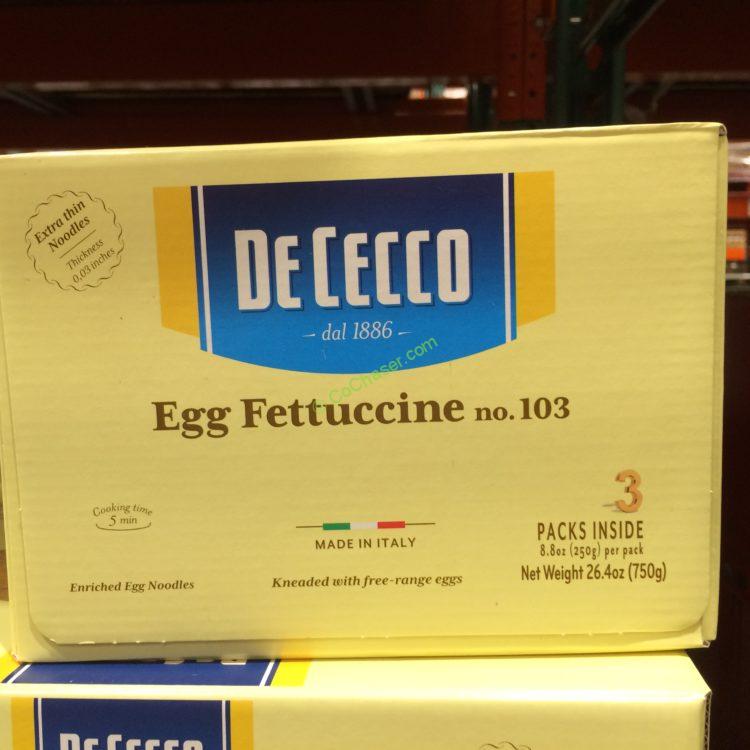 Extra thin
Noodles
Thickness
0,03 inches
DE CECCO
– dal 1886 –
© CoChaser.com
Egg Fettuccine no. 103
Cooking time
5 min
MADE IN ITALY
3
PACKS INSIDE
8.8oz (250g) per pack
Net Weight 26.4oz (750g)
Enriched Egg Noodles
Kneaded with free-range eggs
DE CECCO